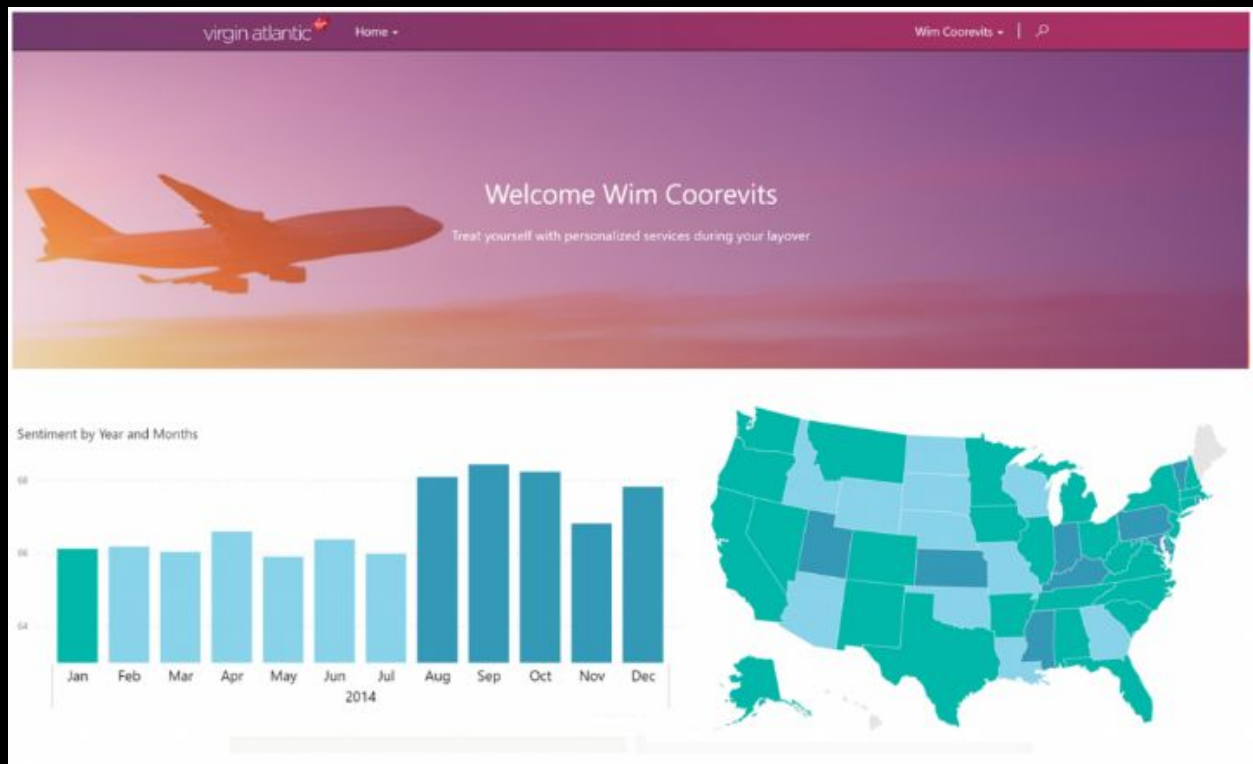 virgin atlantic Home Wim Coorevits
Welcome Wim Coorevits
Treat yourself with personalized services during your layover
Sentiment by Year and Months
68
66
64
Jan Feb Mar Apr May Jun Jul Aug Sep Oct Nov Dec
2014